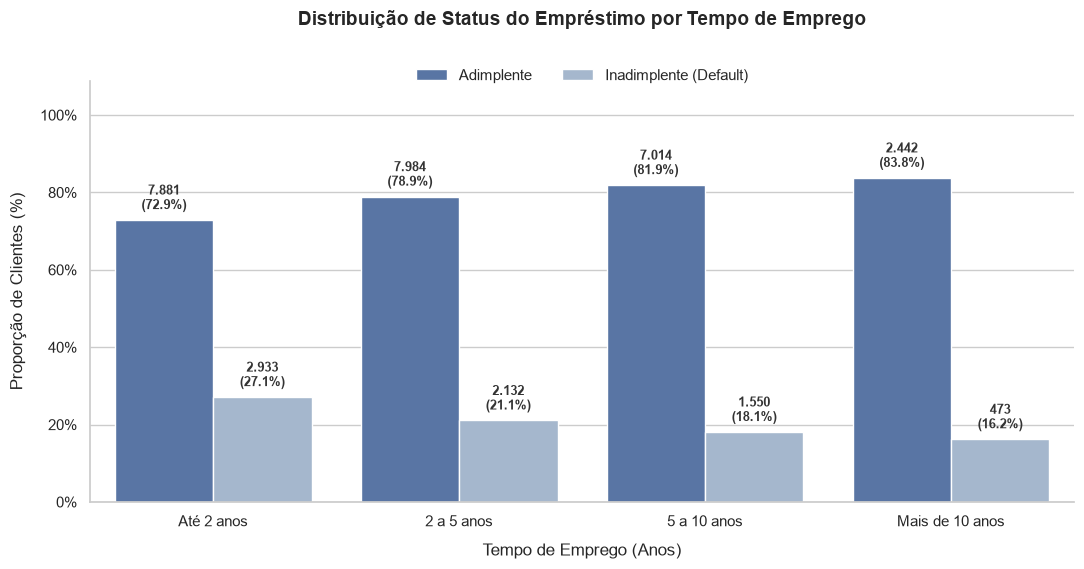 Distribuição de Status do Empréstimo por Tempo de Emprego
Adimplente
Inadimplente (Default)
Proporção de Clientes (%)
100%
80%
60%
40%
20%
0%
7.881
(72.9%)
2.933
(27.1%)
7.984
(78.9%)
2.132
(21.1%)
7.014
(81.9%)
1.550
(18.1%)
2.442
(83.8%)
473
(16.2%)
Até 2 anos
2 a 5 anos
5 a 10 anos
Mais de 10 anos
Tempo de Emprego (Anos)